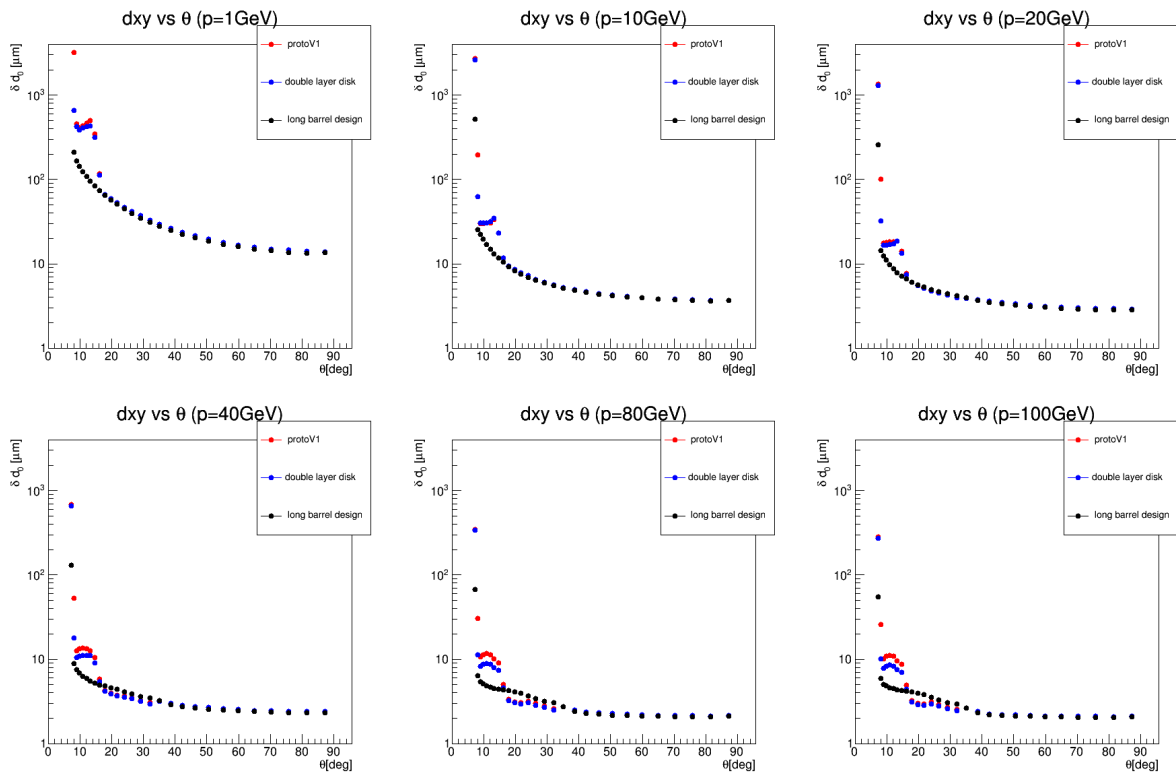 dxy vs θ (p=1GeV)
δ d0 [μm]
protoV1
double layer disk
long barrel design
10³
10²
10
1
0 10 20 30 40 50 60 70 80 90
θ[deg]
dxy vs θ (p=10GeV)
δ d0 [μm]
protoV1
double layer disk
long barrel design
10³
10²
10
1
0 10 20 30 40 50 60 70 80 90
θ[deg]
dxy vs θ (p=20GeV)
δ d0 [μm]
protoV1
double layer disk
long barrel design
10³
10²
10
1
0 10 20 30 40 50 60 70 80 90
θ[deg]
dxy vs θ (p=40GeV)
δ d0 [μm]
protoV1
double layer disk
long barrel design
10³
10²
10
1
0 10 20 30 40 50 60 70 80 90
θ[deg]
dxy vs θ (p=80GeV)
δ d0 [μm]
protoV1
double layer disk
long barrel design
10³
10²
10
1
0 10 20 30 40 50 60 70 80 90
θ[deg]
dxy vs θ (p=100GeV)
δ d0 [μm]
protoV1
double layer disk
long barrel design
10³
10²
10
1
0 10 20 30 40 50 60 70 80 90
θ[deg]